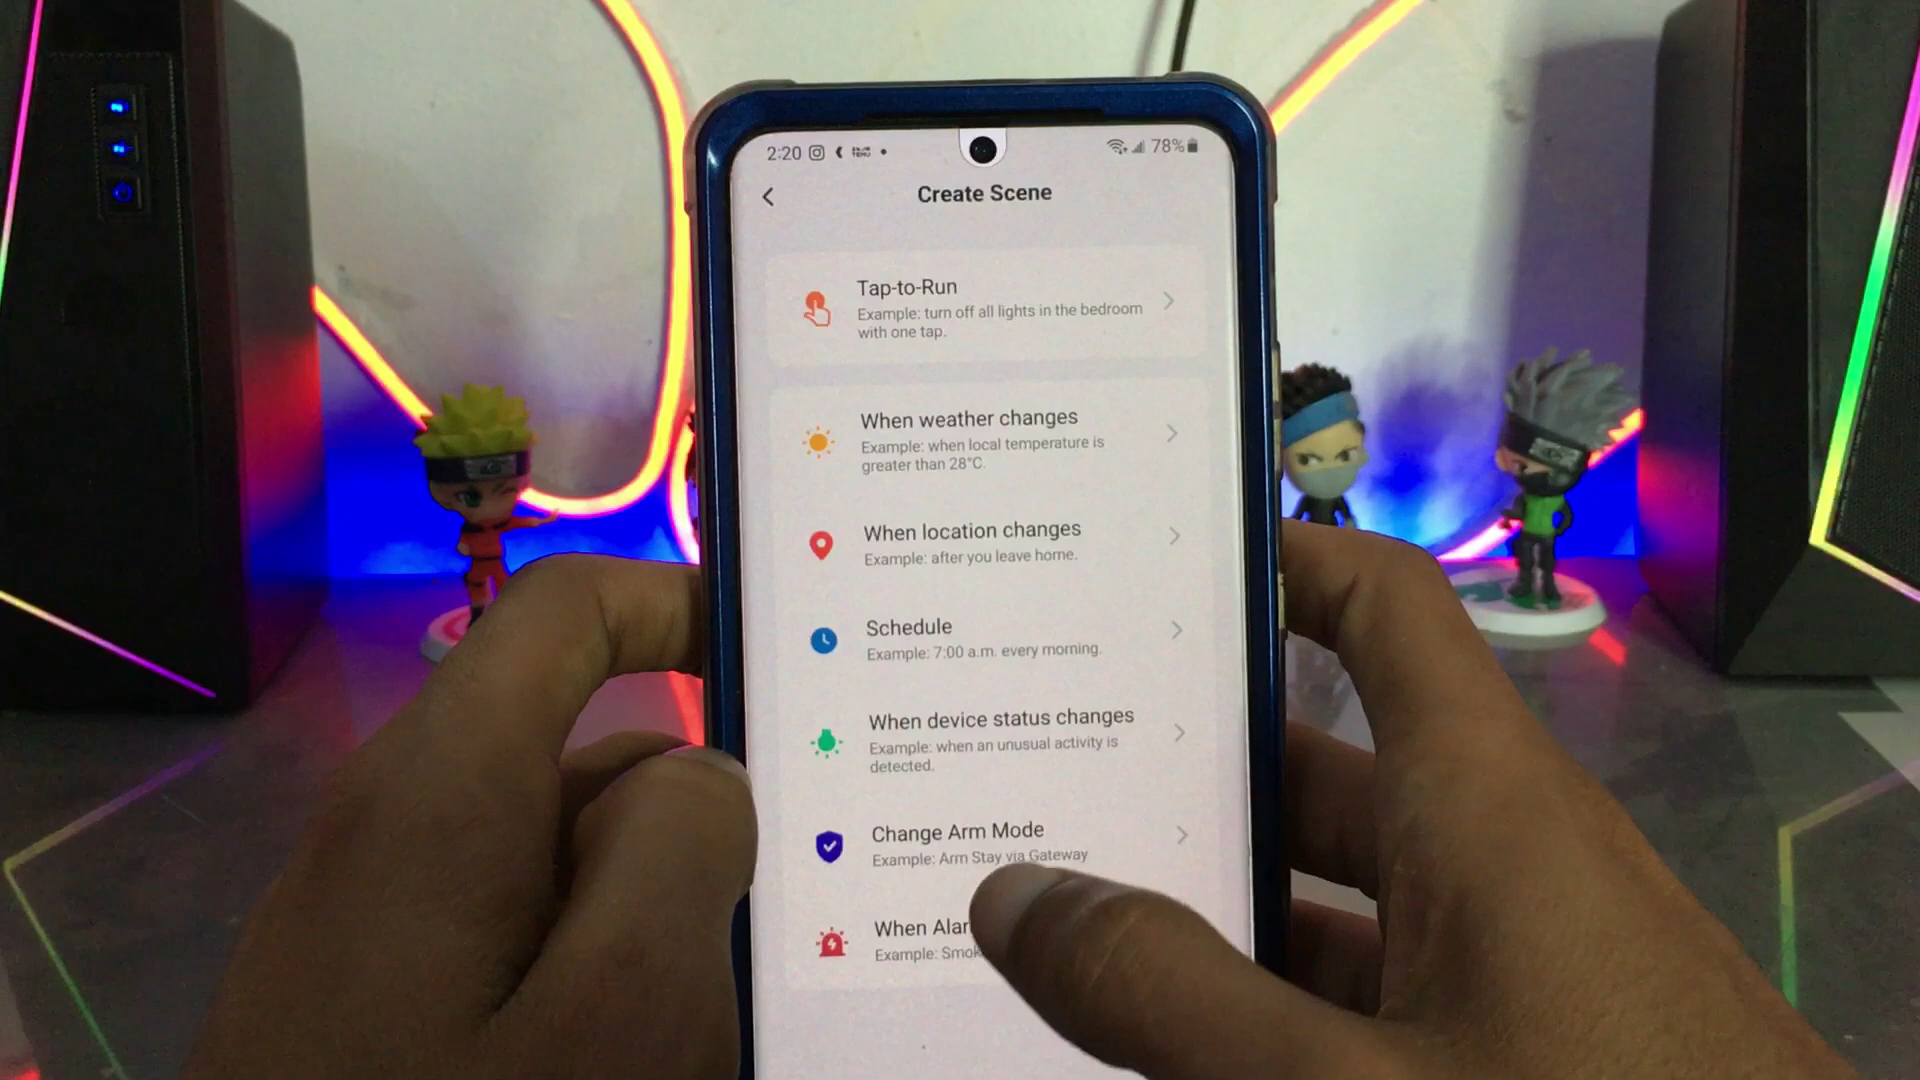 2:20
78%
Create Scene
Tap-to-Run
Example: turn off all lights in the bedroom
with one tap.
When weather changes
Example: when local temperature is
greater than 28°C.
When location changes
Example: after you leave home.
Schedule
Example: 7:00 a.m. every morning.
When device status changes
Example: when an unusual activity is
detected.
Change Arm Mode
Example: Arm Stay via Gateway
When
Example: